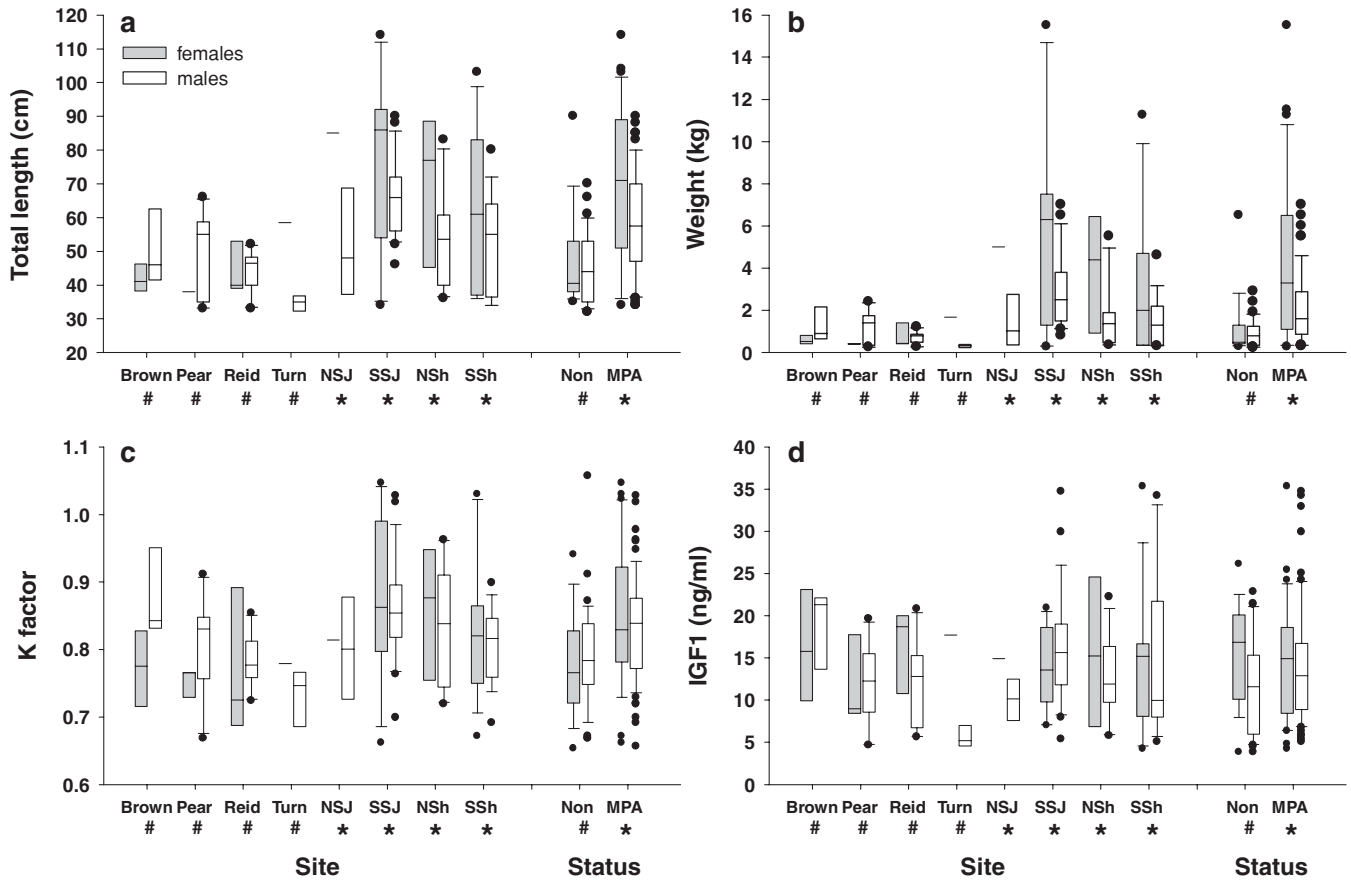 a
females
males
Total length (cm)
120
110
100
90
80
70
60
50
40
30
20
Brown Pear Reid Turn NSJ SSJ NSh SSh Non MPA
# # # # * * * * # *
b
Weight (kg)
16
14
12
10
8
6
4
2
0
Brown Pear Reid Turn NSJ SSJ NSh SSh Non MPA
# # # # * * * * # *
c
K factor
1.1
1.0
0.9
0.8
0.7
0.6
Brown Pear Reid Turn NSJ SSJ NSh SSh Non MPA
# # # # * * * * # *
Site Status
d
IGF1 (ng/ml)
40
35
30
25
20
15
10
5
0
Brown Pear Reid Turn NSJ SSJ NSh SSh Non MPA
# # # # * * * * # *
Site Status